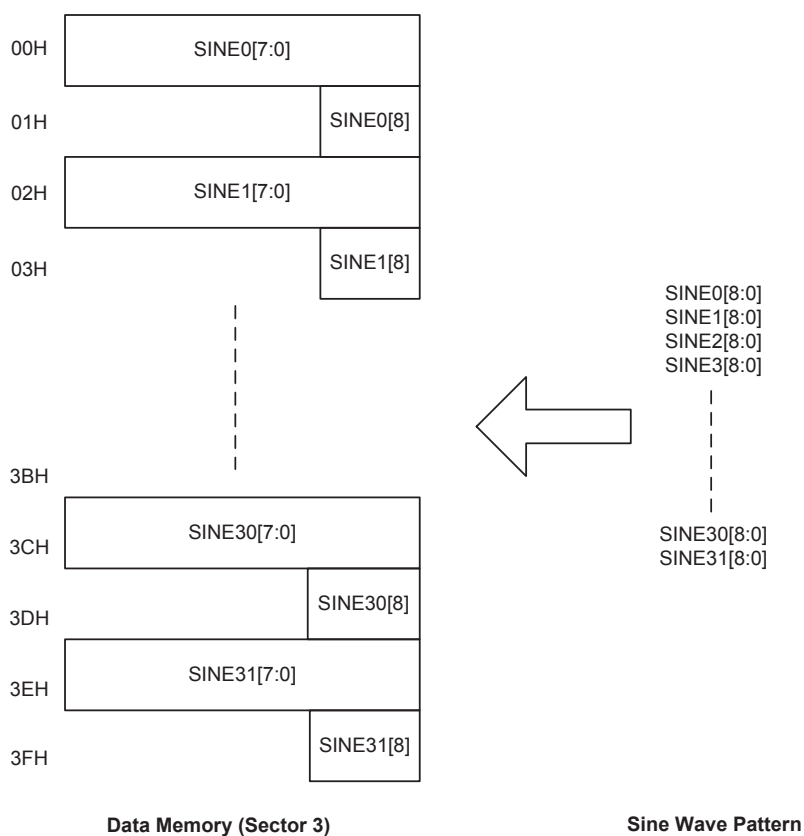 00H
SINE0[7:0]
01H
SINE0[8]
02H
SINE1[7:0]
03H
SINE1[8]
3BH
3CH
SINE30[7:0]
3DH
SINE30[8]
3EH
SINE31[7:0]
3FH
SINE31[8]
Data Memory (Sector 3)
SINE0[8:0]
SINE1[8:0]
SINE2[8:0]
SINE3[8:0]
SINE30[8:0]
SINE31[8:0]
Sine Wave Pattern